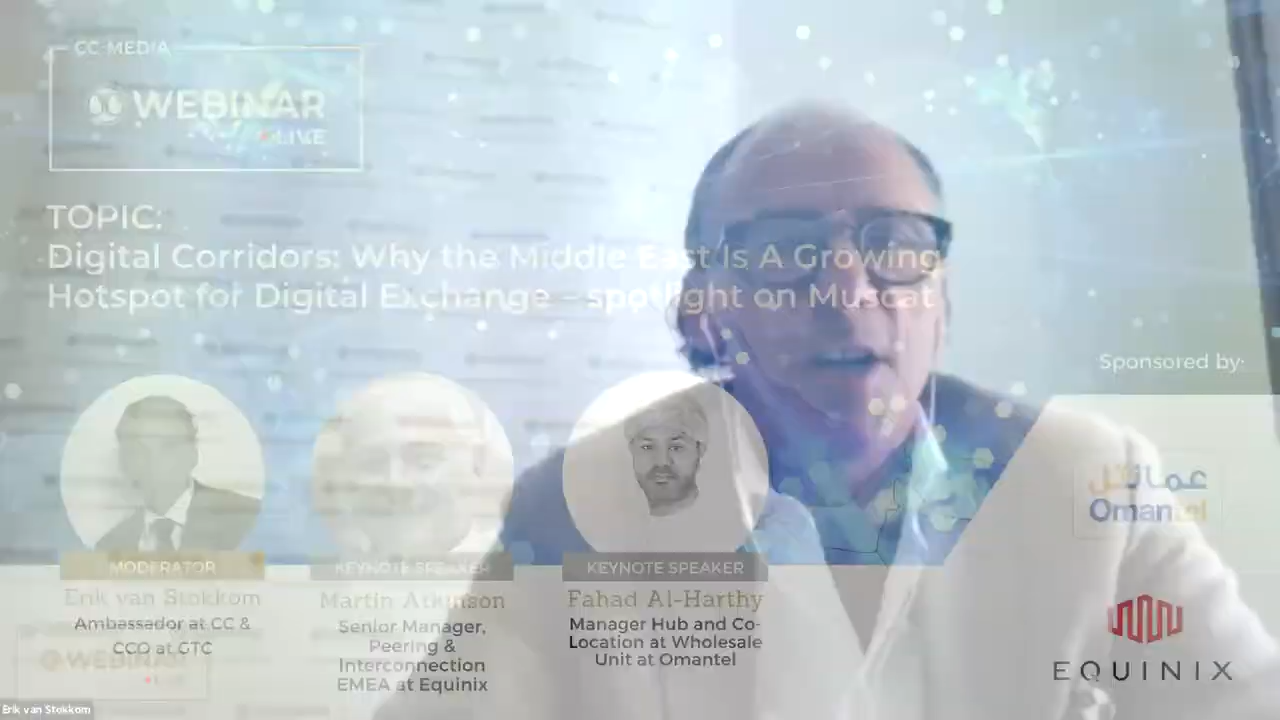 CC-MEDIA
WEBINAR
LIVE
TOPIC:
Digital Corridors: Why the Middle East Is A Growing
Hotspot for Digital Exchange – spotlight on Muscat
Sponsored by:
عمانتل
Omantel
MODERATOR
Erik van Stokkom
Ambassador at CC &
CCO at GTC
KEYNOTE SPEAKER
Martin Atkinson
Senior Manager,
Peering &
Interconnection
EMEA at Equinix
KEYNOTE SPEAKER
Fahad Al-Harthy
Manager Hub and Co-
Location at Wholesale
Unit at Omantel
EQUINIX
WEBINAR
LIVE
Erik van Stokkom